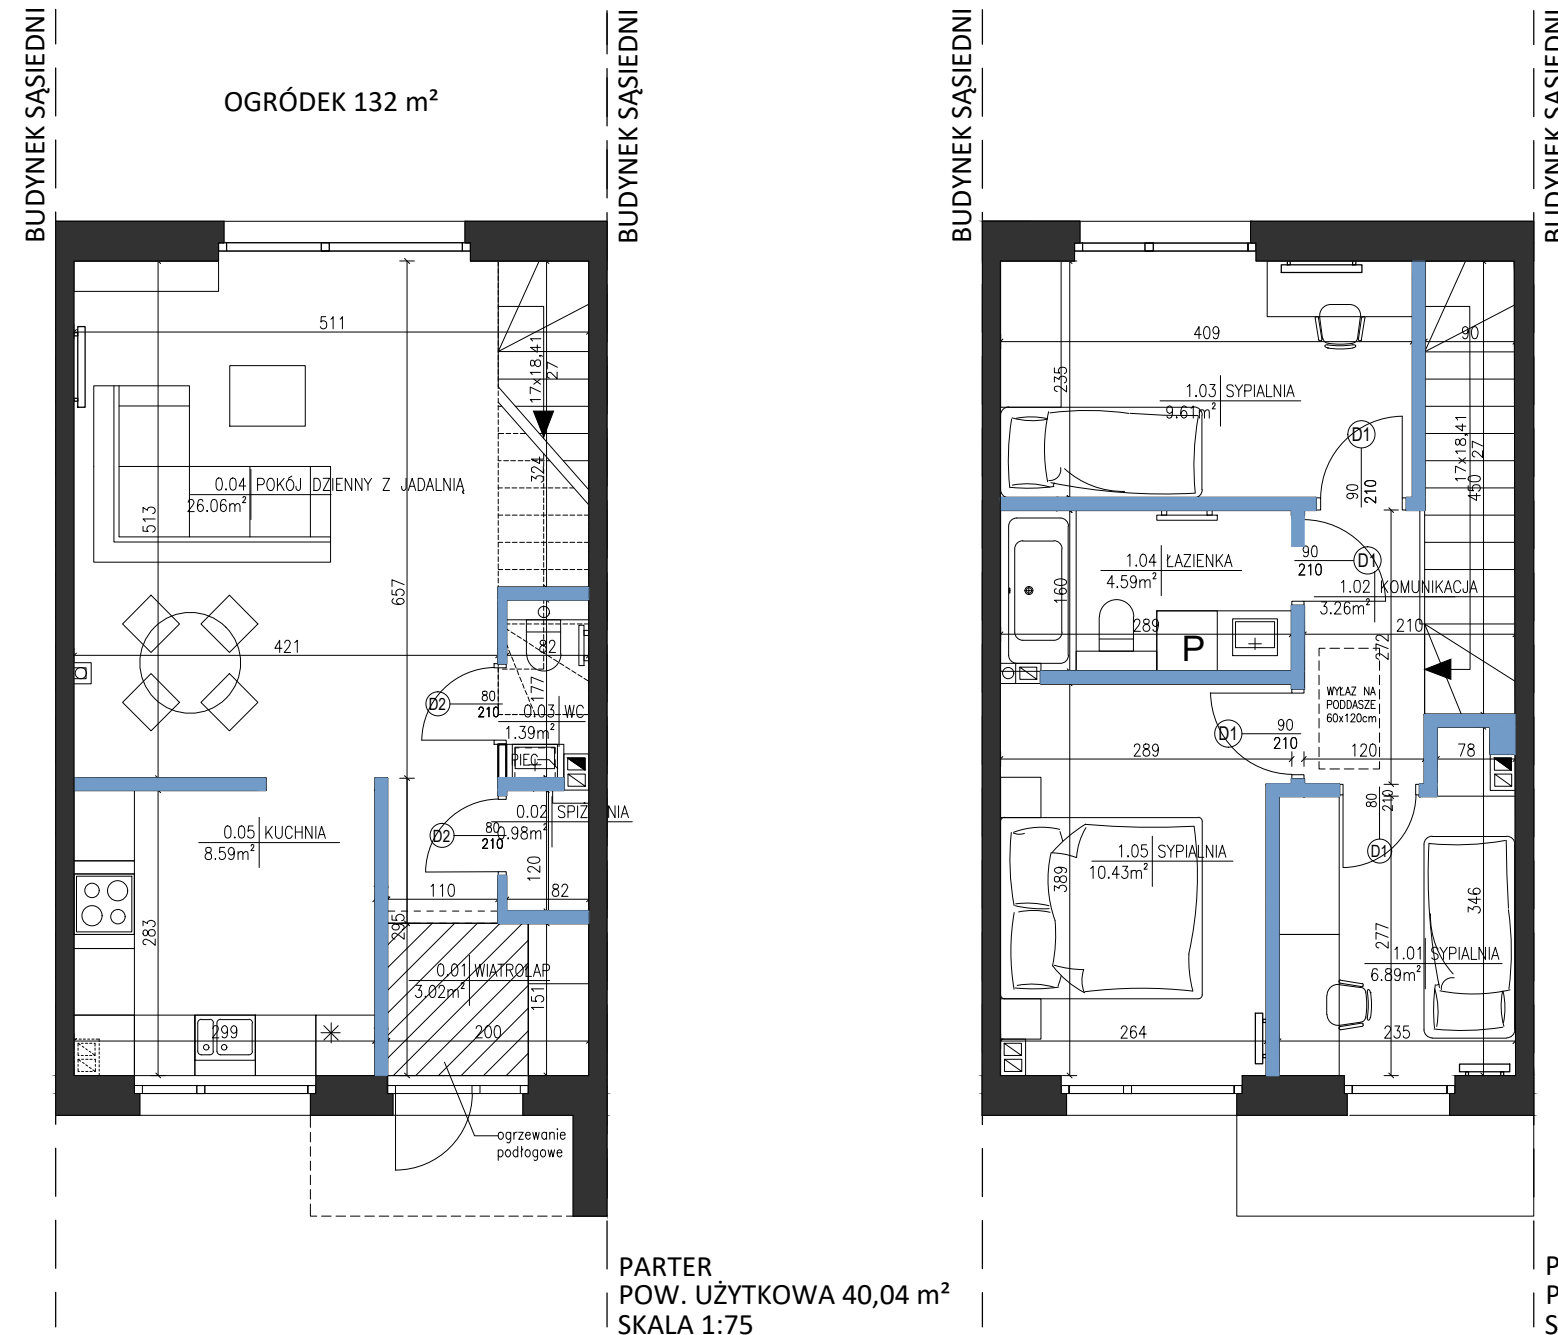 BUDYNEK SĄSIEDNI
OGRÓDEK 132 m²
BUDYNEK SĄSIEDNI
511
17x18,41
27
324
0.04 POKÓJ DZIENNY Z JADALNIĄ
26.06m²
513
657
421
82
D2
80
210
177
0.03 WC
1.39m²
PIEC
0.02 SPIŻARNIA
0.98m²
D2
80
210
0.05 KUCHNIA
8.59m²
120
110
82
283
295
0.01 WIATROŁAP
3.02m²
151
299
200
ogrzewanie
podłogowe
PARTER
POW. UŻYTKOWA 40,04 m²
SKALA 1:75
BUDYNEK SĄSIEDNI
BUDYNEK SĄSIEDNI
409
90
235
1.03 SYPIALNIA
9.61m²
D1
90
210
17x18,41
27
450
1.04 ŁAZIENKA
4.59m²
90
210
D1
1.02 KOMUNIKACJA
3.26m²
160
289
210
P
272
WYŁAZ NA
PODDASZE
60x120cm
D1
90
210
289
120
78
80
210
D1
1.05 SYPIALNIA
10.43m²
389
346
277
1.01 SYPIALNIA
6.89m²
264
235
P
P
S